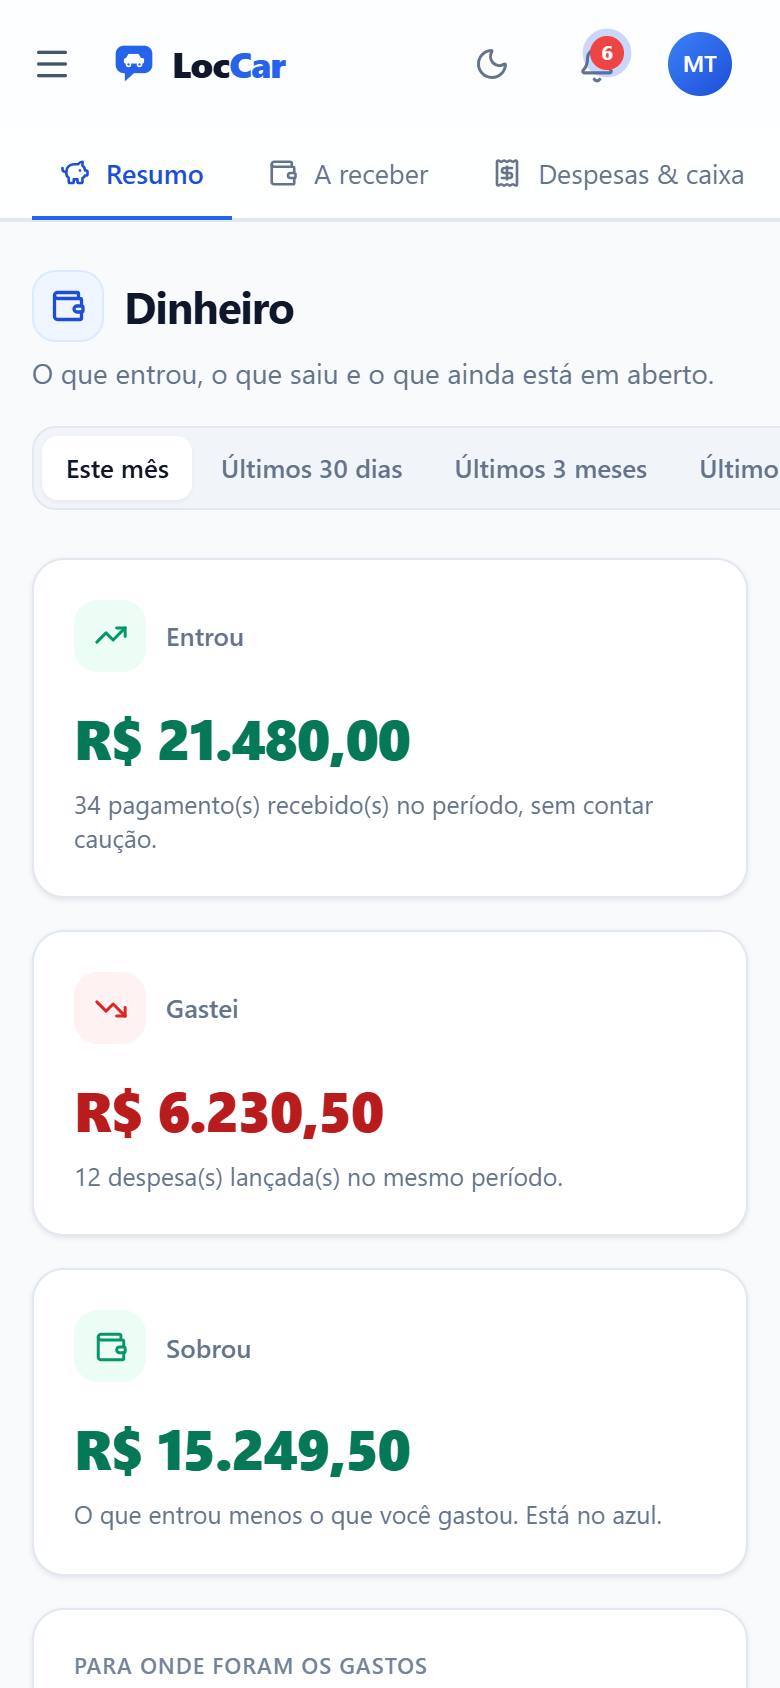 LocCar
6
MT
Resumo
A receber
Despesas & caixa
Dinheiro
O que entrou, o que saiu e o que ainda está em aberto.
Este mês
Últimos 30 dias
Últimos 3 meses
Último
Entrou
R$ 21.480,00
34 pagamento(s) recebido(s) no período, sem contar
caução.
Gastei
R$ 6.230,50
12 despesa(s) lançada(s) no mesmo período.
Sobrou
R$ 15.249,50
O que entrou menos o que você gastou. Está no azul.
PARA ONDE FORAM OS GASTOS